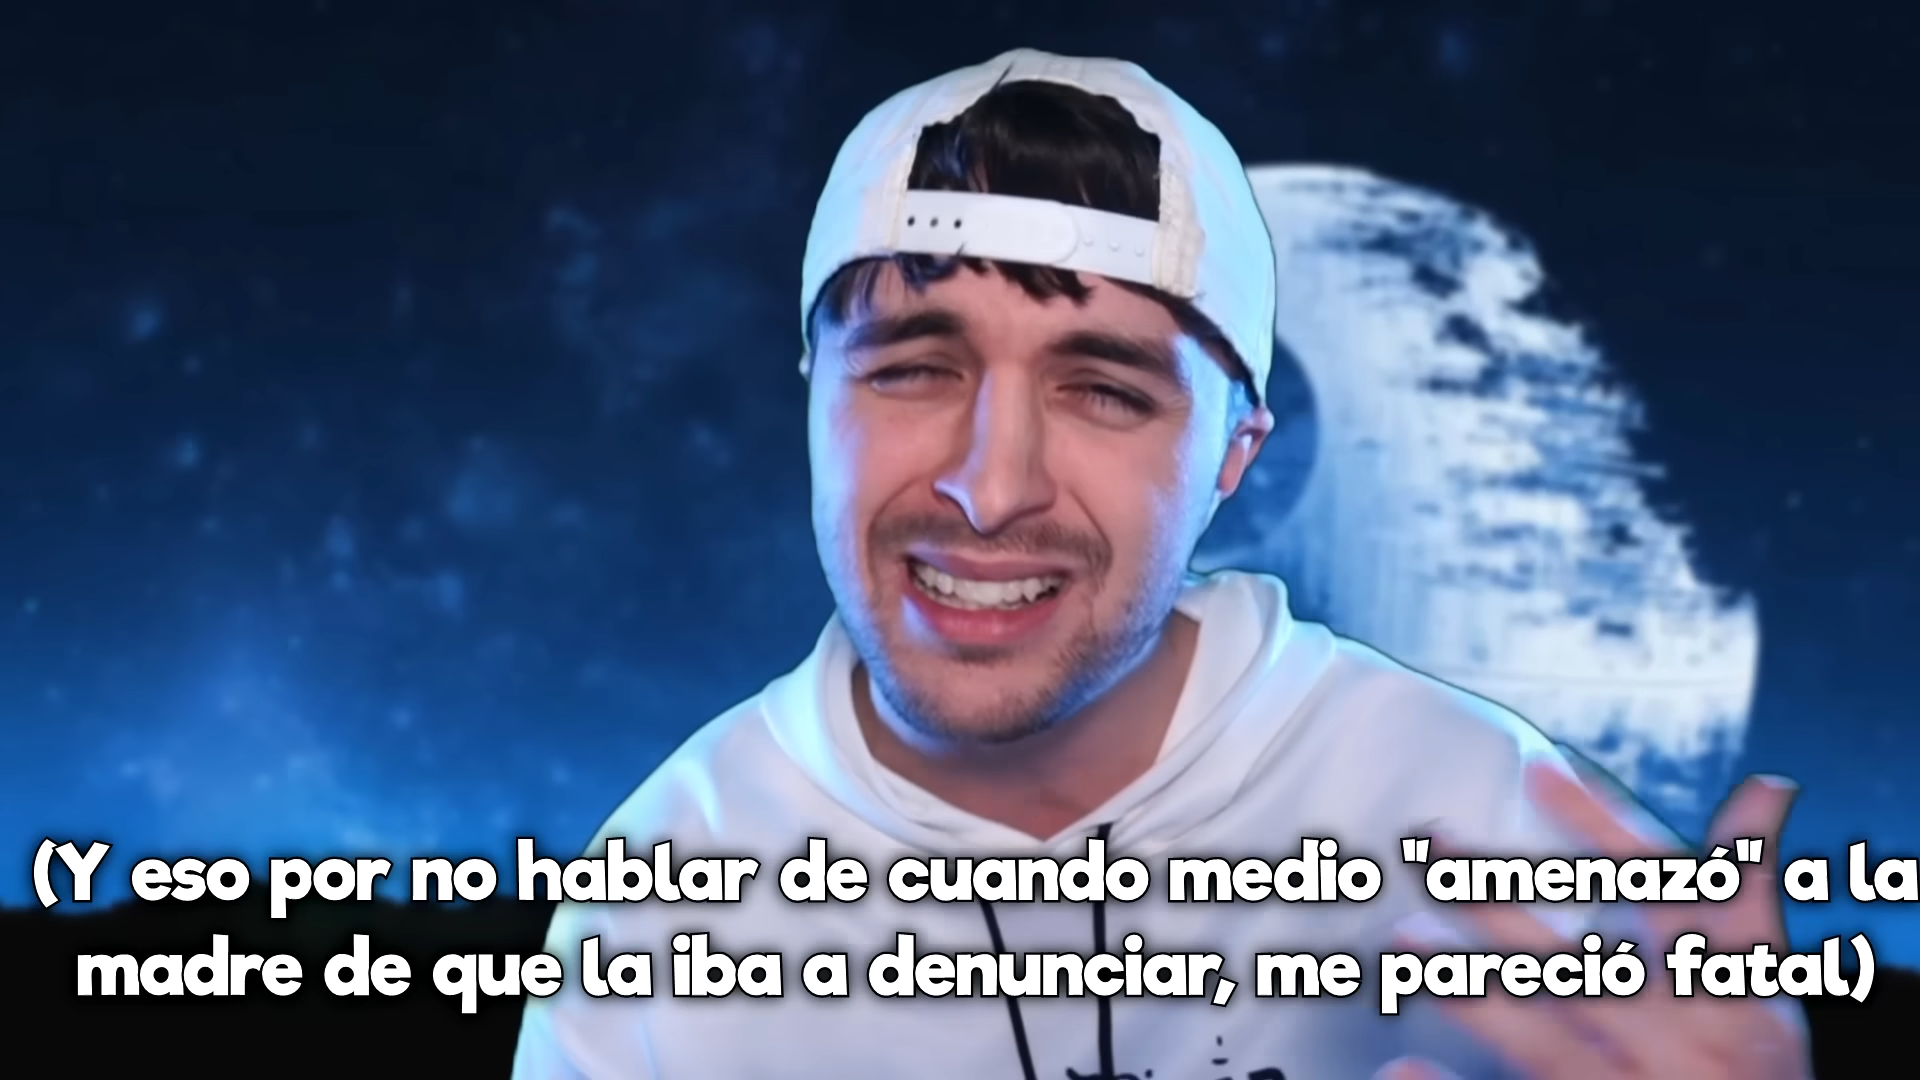 (Y eso por no hablar de cuando medio "amenazó" a la
madre de que la iba a denunciar, me pareció fatal)